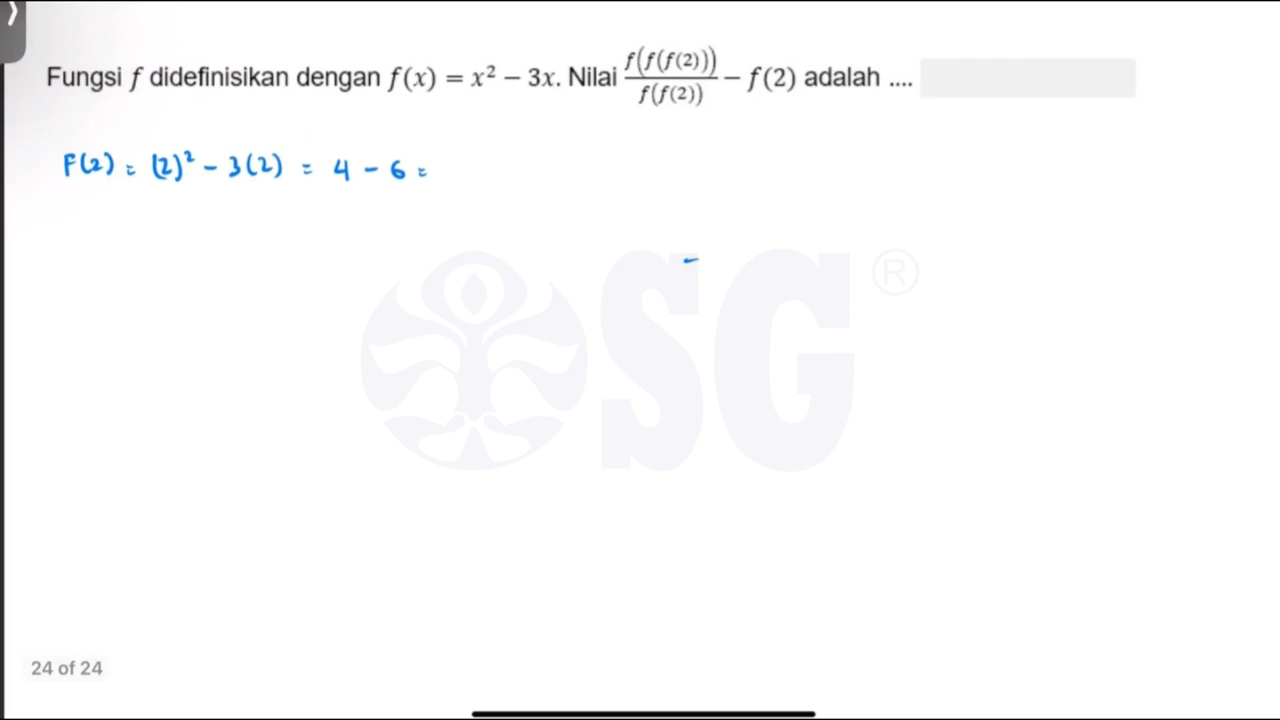 Fungsi f didefinisikan dengan f(x) = x² − 3x. Nilai f(f(f(2)))/f(f(2)) − f(2) adalah ....
F(2) = (2)² - 3(2) = 4 - 6 =
SG ®
24 of 24